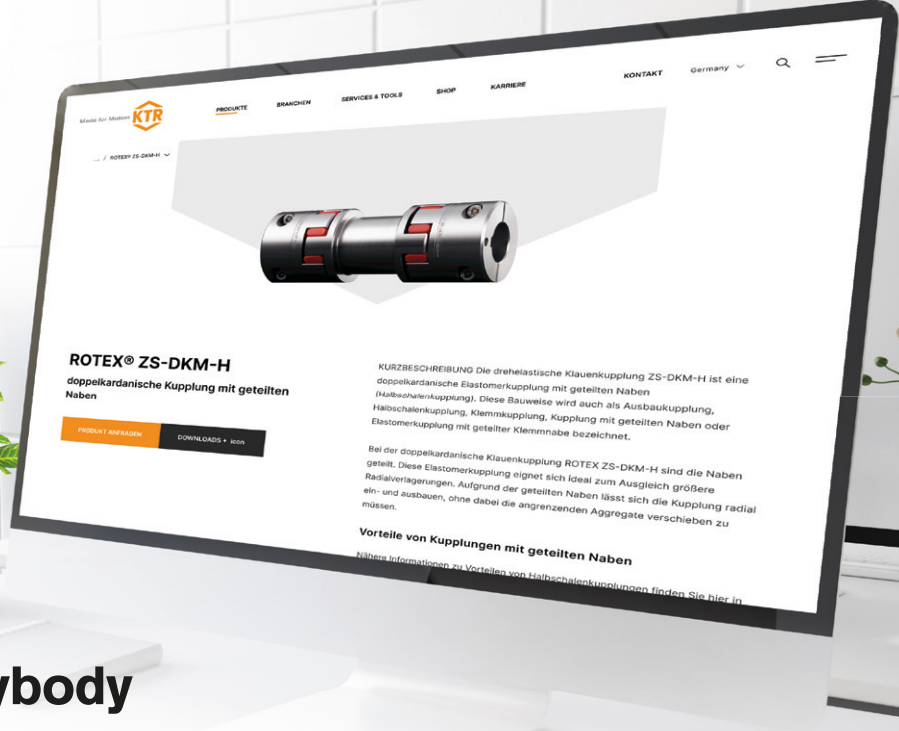 Made for Motion KTR
PRODUKTE BRANCHEN SERVICES & TOOLS SHOP KARRIERE KONTAKT Germany
... / ROTEX® ZS-DKM-H
ROTEX® ZS-DKM-H
doppelkardanische Kupplung mit geteilten
Naben
PRODUKT ANFRAGEN DOWNLOADS + icon
KURZBESCHREIBUNG Die drehelastische Klauenkupplung ZS-DKM-H ist eine
doppelkardanische Elastomerkupplung mit geteilten Naben
(Halbschalenkupplung). Diese Bauweise wird auch als Ausbaukupplung,
Halbschalenkupplung, Klemmkupplung, Kupplung mit geteilten Naben oder
Elastomerkupplung mit geteilter Klemmnabe bezeichnet.
Bei der doppelkardanische Klauenkupplung ROTEX ZS-DKM-H sind die Naben
geteilt. Diese Elastomerkupplung eignet sich ideal zum Ausgleich größere
Radialverlagerungen. Aufgrund der geteilten Naben lässt sich die Kupplung radial
ein- und ausbauen, ohne dabei die angrenzenden Aggregate verschieben zu
müssen.
Vorteile von Kupplungen mit geteilten Naben
Nähere Informationen zu Vorteilen von Halbschalenkupplungen finden Sie hier in
ybody